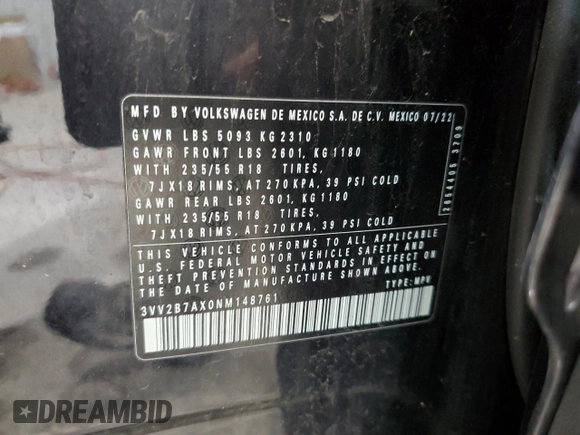 MFD BY VOLKSWAGEN DE MEXICO S.A. DE C.V. MEXICO 07/22
GVWR LBS 5093 KG 2310
GAWR FRONT LBS 2601, KG 1180
WITH 235/55 R18 TIRES,
7JX18 RIMS, AT 270 KPA, 39 PSI COLD
GAWR REAR LBS 2601, KG 1180
WITH 235/55 R18 TIRES,
7JX18 RIMS, AT 270 KPA, 39 PSI COLD
THIS VEHICLE CONFORMS TO ALL APPLICABLE
U.S. FEDERAL MOTOR VEHICLE SAFETY AND
THEFT PREVENTION STANDARDS IN EFFECT ON
THE DATE OF MANUFACTURE SHOWN ABOVE.
3VV2B7AX0NM148761 TYPE: MPV
2694405 3709
DREAMBID